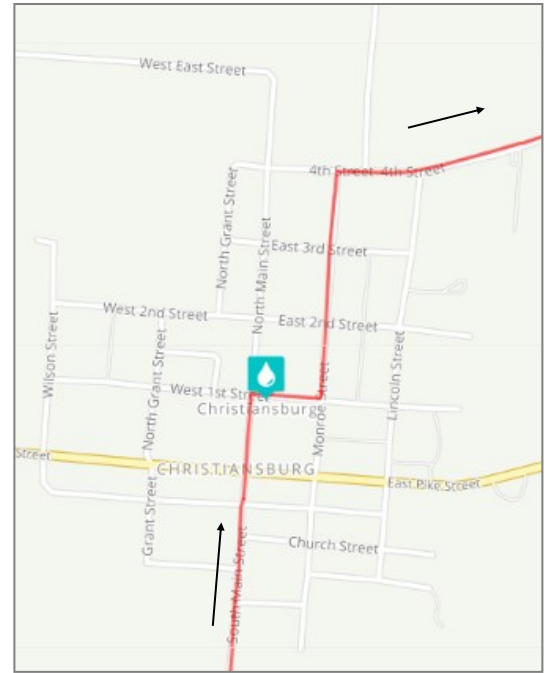 West East Street
4th Street 4th Street
North Grant Street
North Main Street
East 3rd Street
West 2nd Street
East 2nd Street
Wilson Street
North Grant Street
Monroe Street
Lincoln Street
West 1st Street
Christiansburg
Street
CHRISTIANSBURG
East Pike Street
Grant Street
Church Street
South Main Street